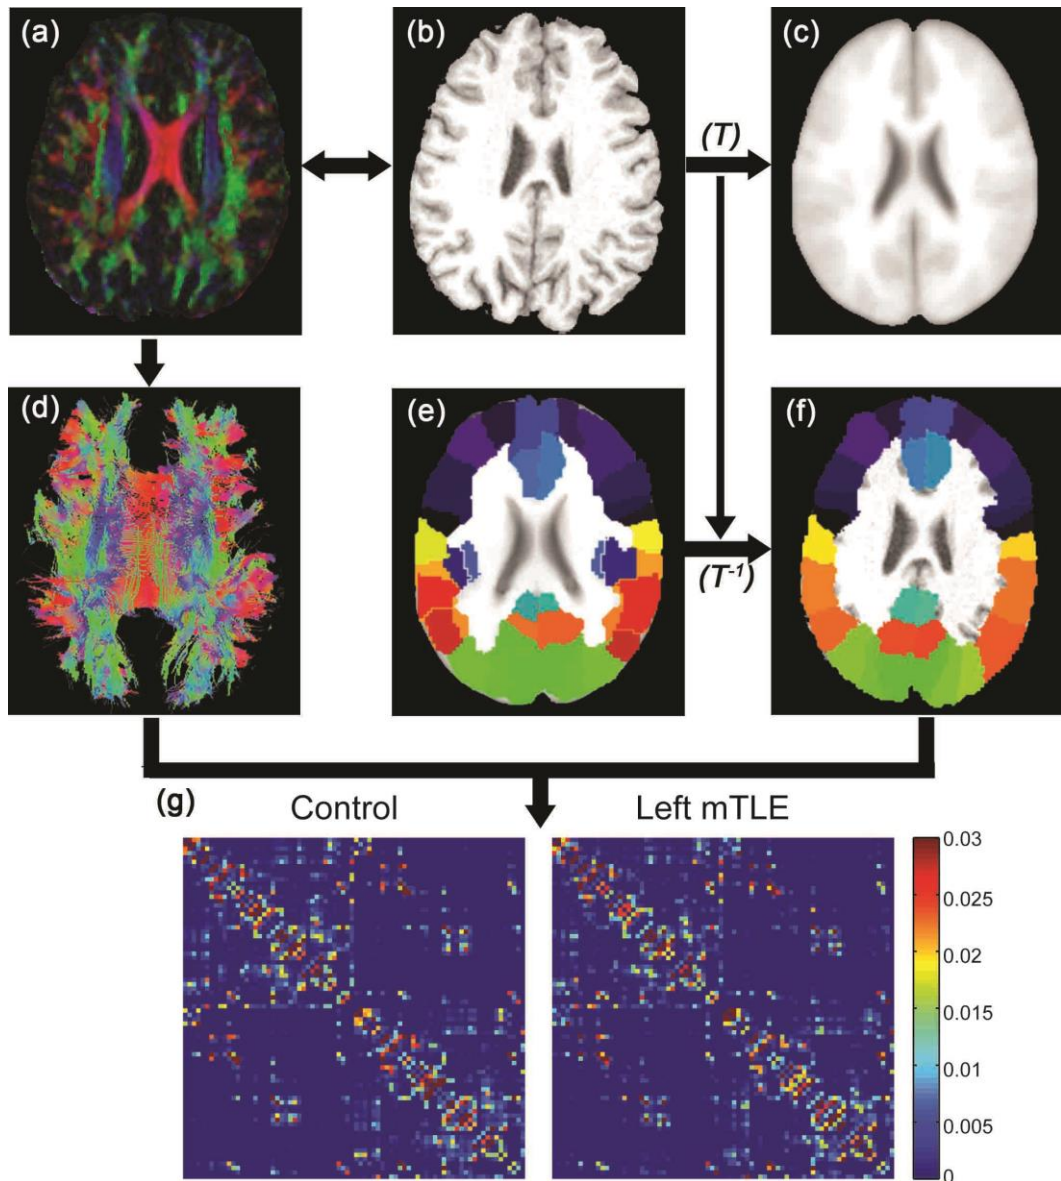 (a)
(b)
(T)
(c)
(d)
(e)
(T⁻¹)
(f)
(g)
Control
Left mTLE
0.03
0.025
0.02
0.015
0.01
0.005
0